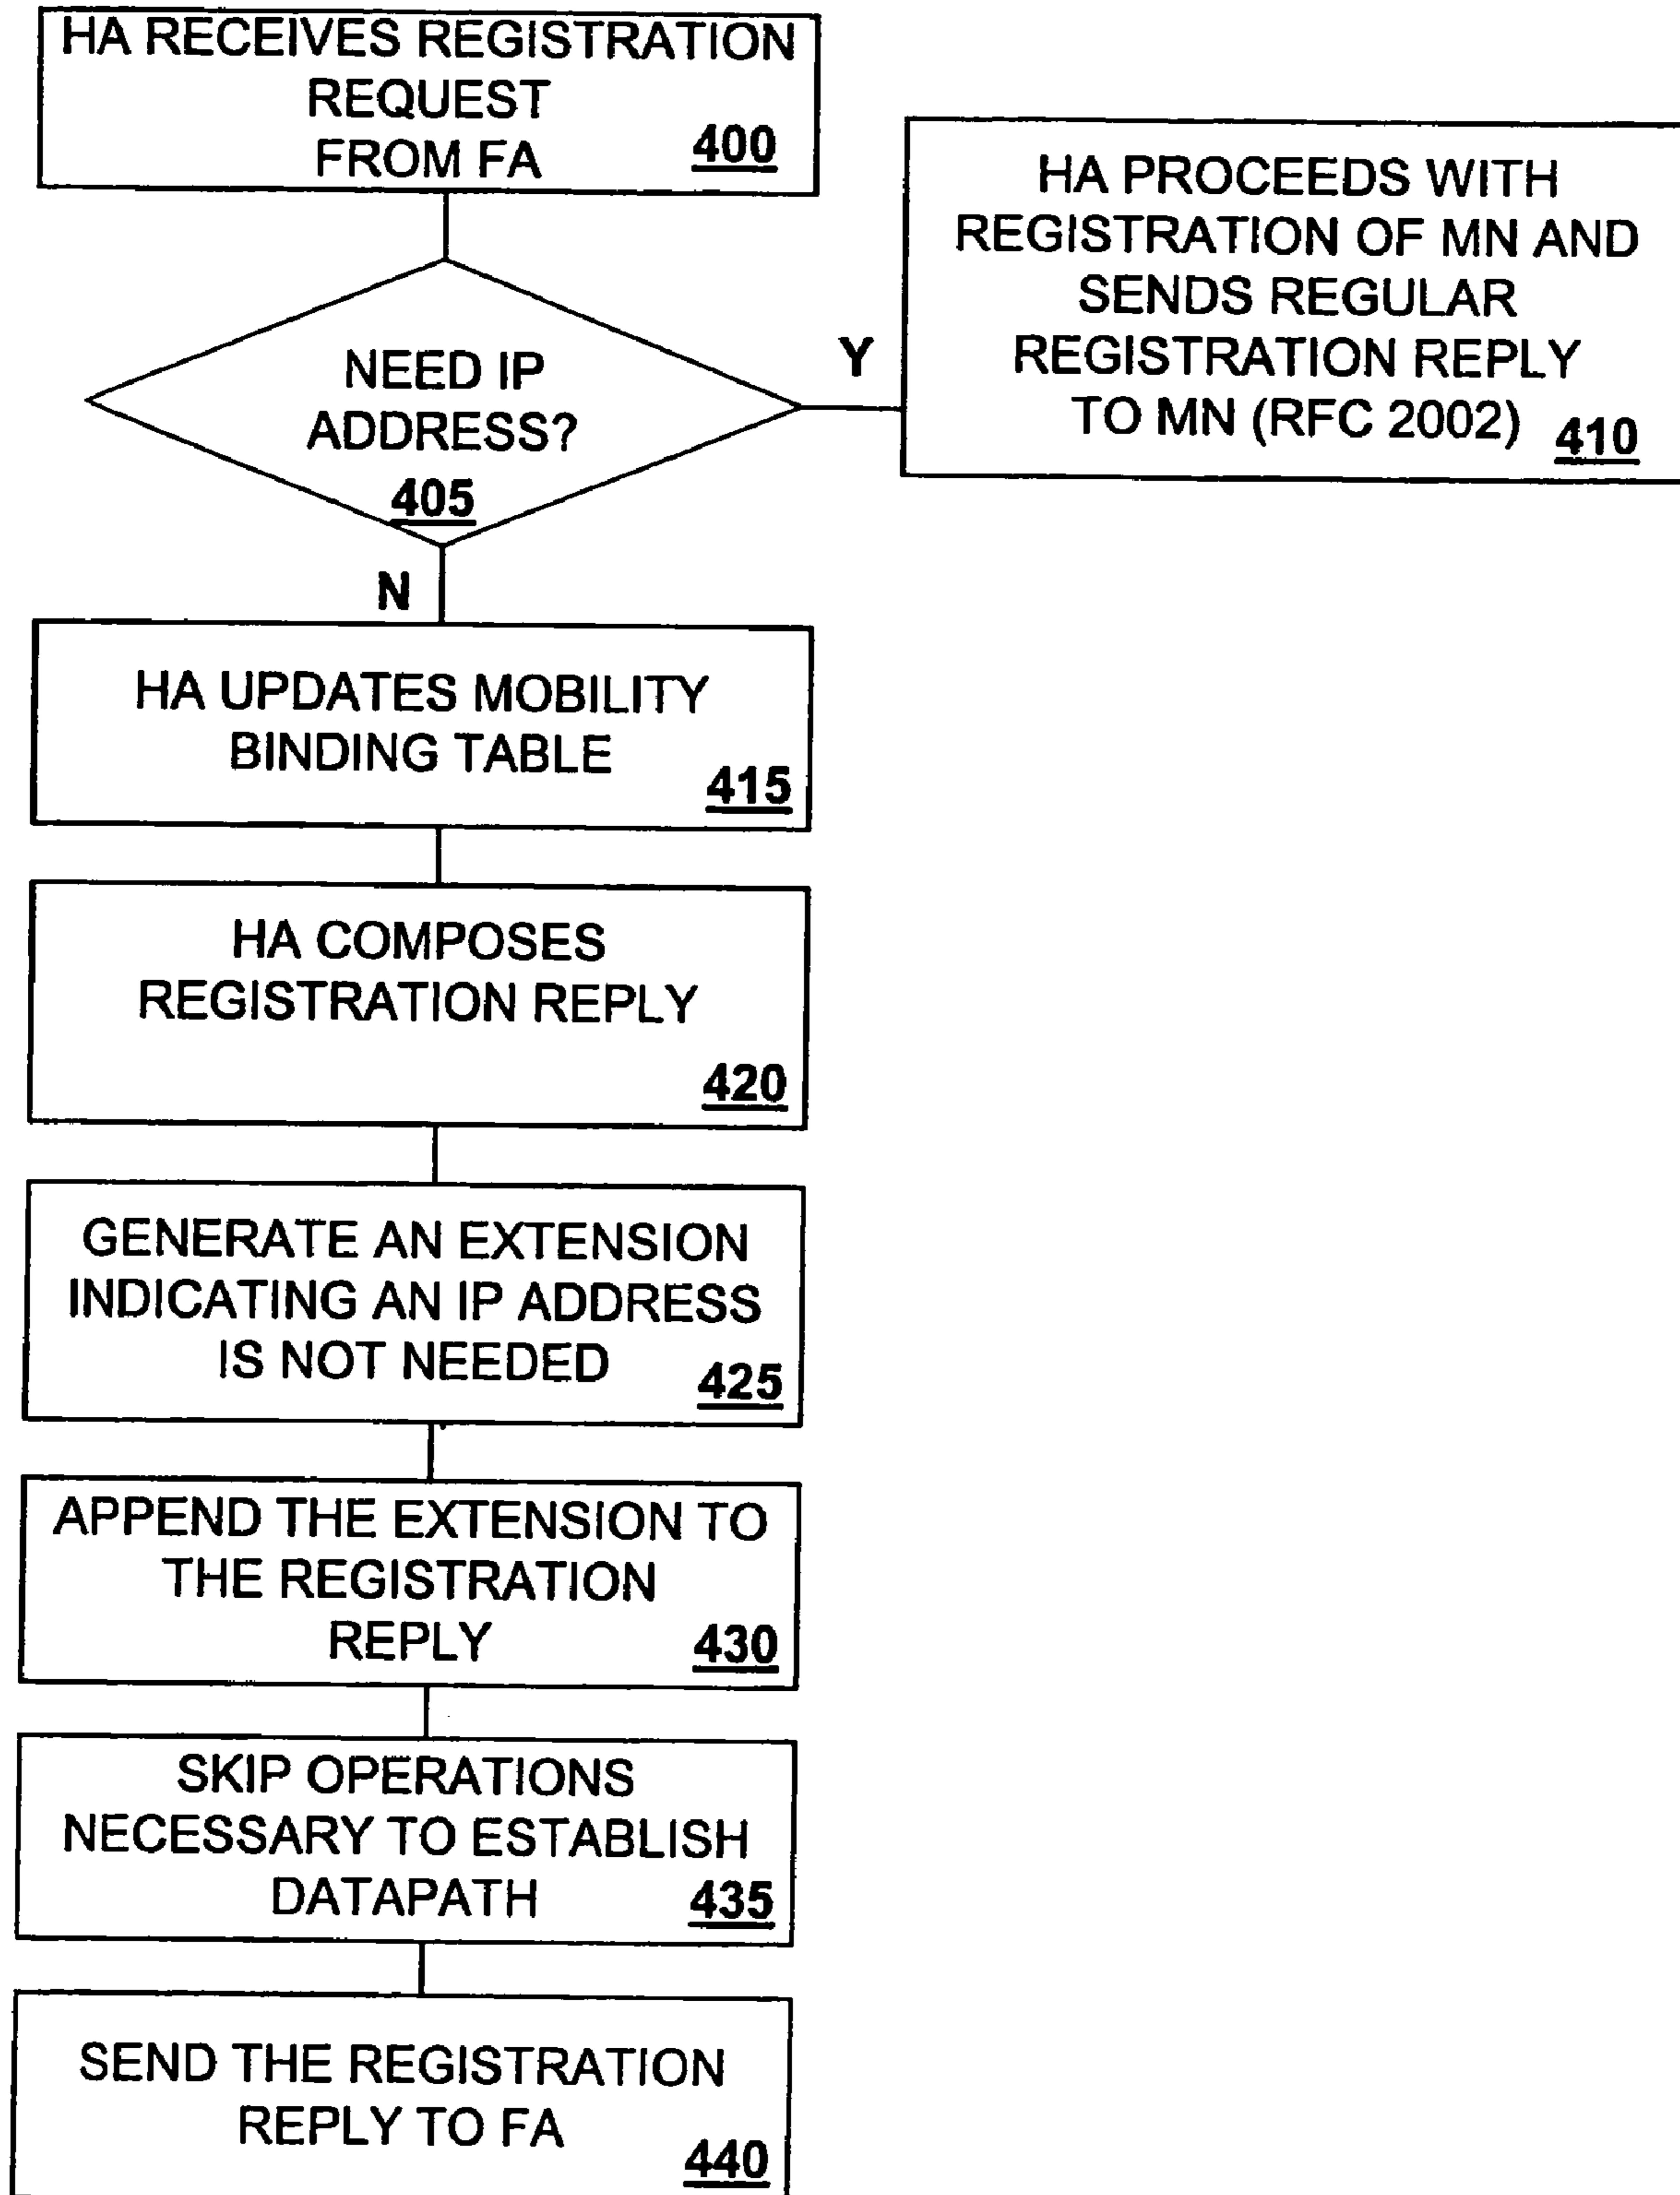 HA RECEIVES REGISTRATION
REQUEST
FROM FA 400
NEED IP
ADDRESS?
405
Y
HA PROCEEDS WITH
REGISTRATION OF MN AND
SENDS REGULAR
REGISTRATION REPLY
TO MN (RFC 2002) 410
N
HA UPDATES MOBILITY
BINDING TABLE
415
HA COMPOSES
REGISTRATION REPLY
420
GENERATE AN EXTENSION
INDICATING AN IP ADDRESS
IS NOT NEEDED 425
APPEND THE EXTENSION TO
THE REGISTRATION
REPLY 430
SKIP OPERATIONS
NECESSARY TO ESTABLISH
DATAPATH 435
SEND THE REGISTRATION
REPLY TO FA
440